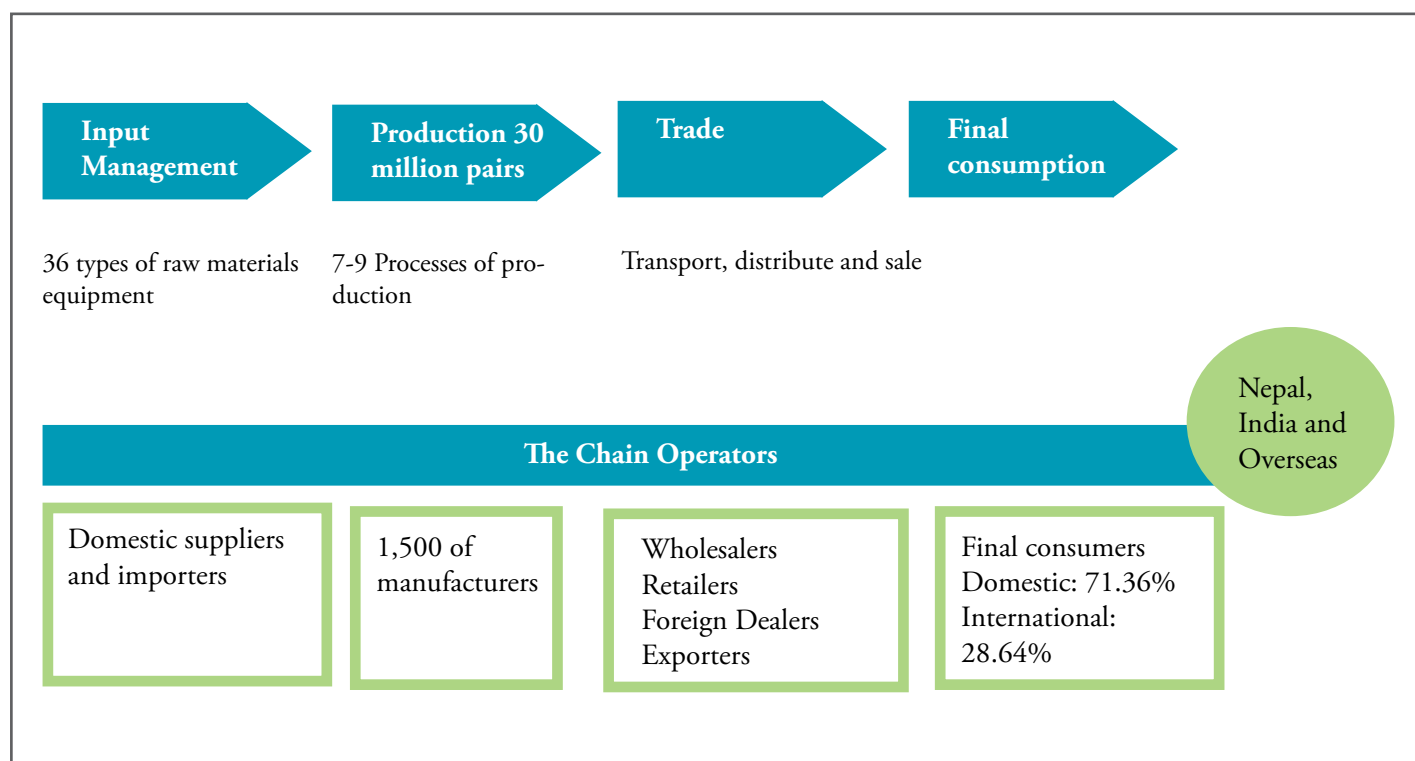 Input
Management
Production 30
million pairs
Trade
Final
consumption
36 types of raw materials
equipment
7-9 Processes of pro-
duction
Transport, distribute and sale
Nepal,
India and
Overseas
The Chain Operators
Domestic suppliers
and importers
1,500 of
manufacturers
Wholesalers
Retailers
Foreign Dealers
Exporters
Final consumers
Domestic: 71.36%
International:
28.64%